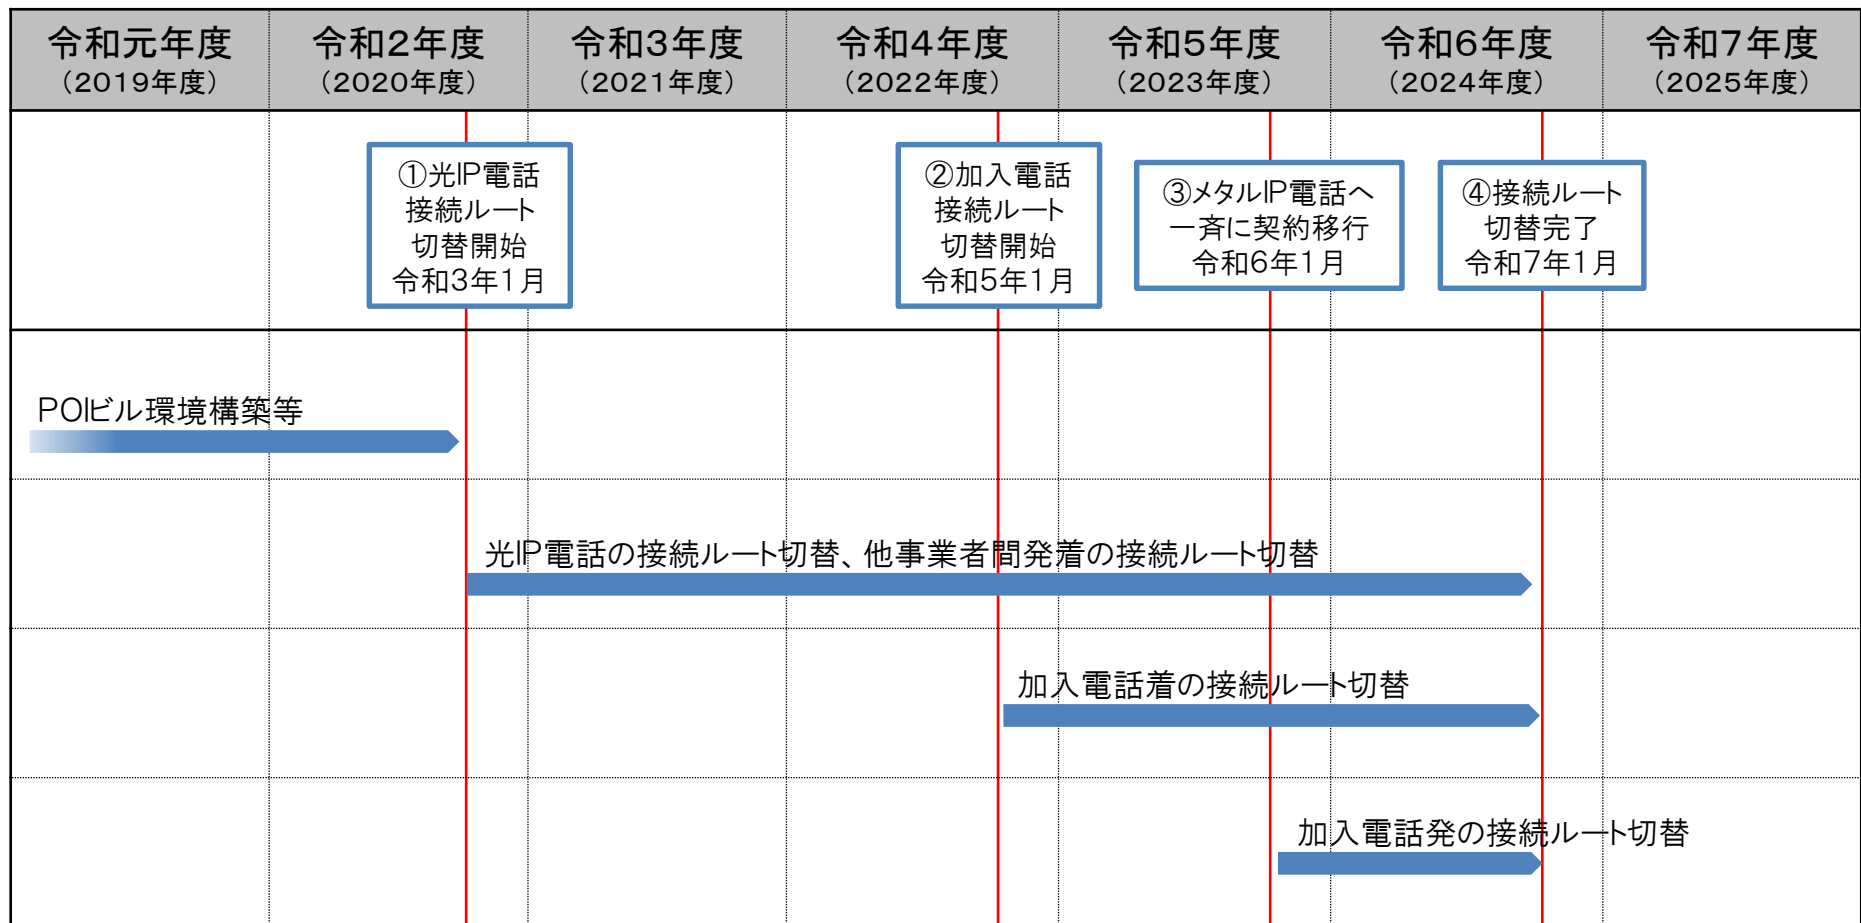 令和元年度
（2019年度）
令和2年度
（2020年度）
令和3年度
（2021年度）
令和4年度
（2022年度）
令和5年度
（2023年度）
令和6年度
（2024年度）
令和7年度
（2025年度）
①光IP電話
接続ルート
切替開始
令和3年1月
②加入電話
接続ルート
切替開始
令和5年1月
③メタルIP電話へ
一斉に契約移行
令和6年1月
④接続ルート
切替完了
令和7年1月
POIビル環境構築等
光IP電話の接続ルート切替、他事業者間発着の接続ルート切替
加入電話着の接続ルート切替
加入電話発の接続ルート切替